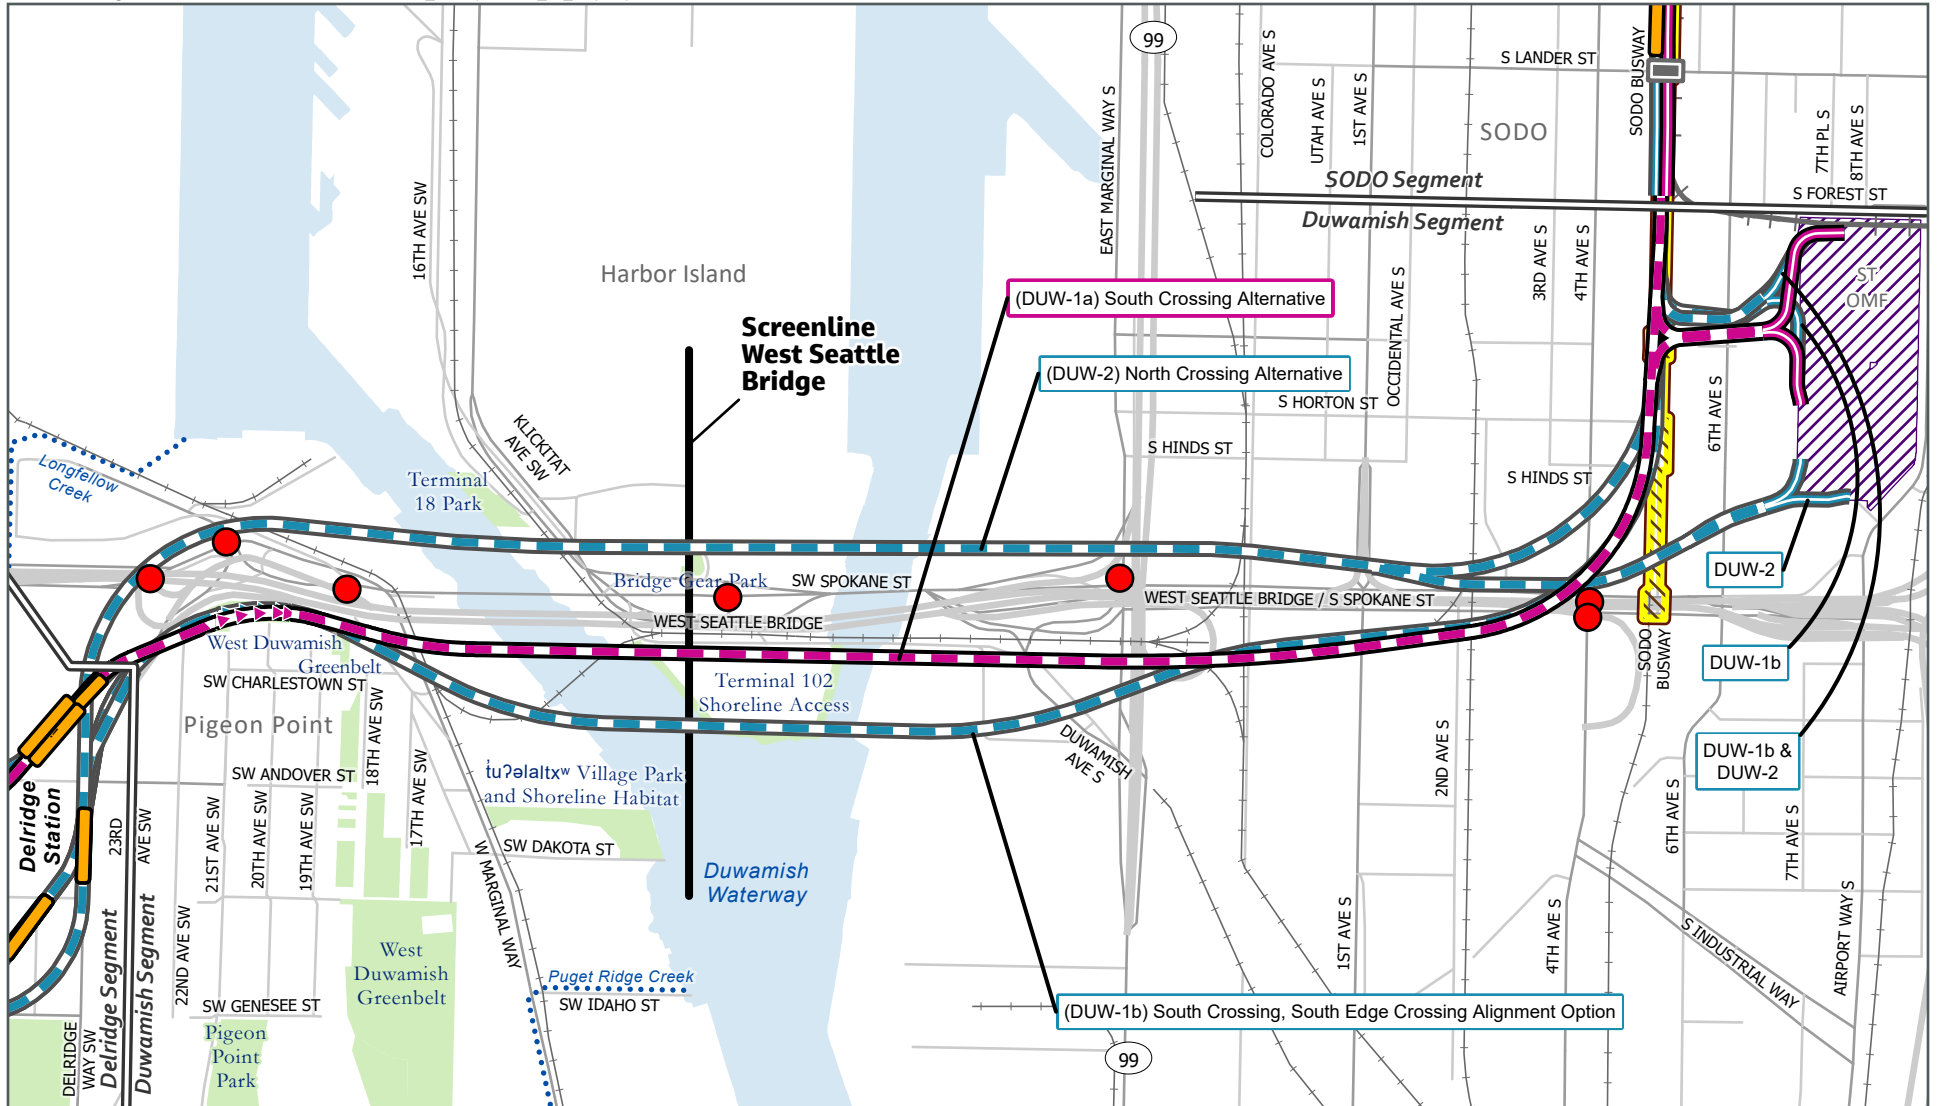 99
S LANDER ST
COLORADO AVE S
UTAH AVE S
1ST AVE S
SODO BUSWAY
SODO
7TH PL S
8TH AVE S
EAST MARGINAL WAY S
16TH AVE SW
SODO Segment
Duwamish Segment
S FOREST ST
3RD AVE S
4TH AVE S
Harbor Island
ST
OMF
(DUW-1a) South Crossing Alternative
OCCIDENTAL AVE S
Screenline
West Seattle
Bridge
(DUW-2) North Crossing Alternative
S HORTON ST
6TH AVE S
KLICKITAT
AVE SW
S HINDS ST
S HINDS ST
Longfellow
Creek
Terminal
18 Park
Bridge Gear Park
SW SPOKANE ST
WEST SEATTLE BRIDGE / S SPOKANE ST
DUW-2
WEST SEATTLE BRIDGE
West Duwamish
Greenbelt
SW CHARLESTOWN ST
SODO
BUSWAY
DUW-1b
Terminal 102
Shoreline Access
Pigeon Point
18TH AVE SW
DUWAMISH
AVE S
2ND AVE S
DUW-1b &
DUW-2
SW ANDOVER ST
17TH AVE SW
t̓uʔəlaltxʷ Village Park
and Shoreline Habitat
Delridge
Station
23RD
AVE SW
21ST AVE SW
20TH AVE SW
19TH AVE SW
6TH AVE S
7TH AVE S
SW DAKOTA ST
W MARGINAL WAY
Duwamish
Waterway
Delridge Segment
Duwamish Segment
22ND AVE SW
West
Duwamish
Greenbelt
1ST AVE S
4TH AVE S
S INDUSTRIAL WAY
AIRPORT WAY S
Puget Ridge Creek
SW IDAHO ST
SW GENESEE ST
(DUW-1b) South Crossing, South Edge Crossing Alignment Option
Pigeon
Point
Park
DELRIDGE
WAY SW
99